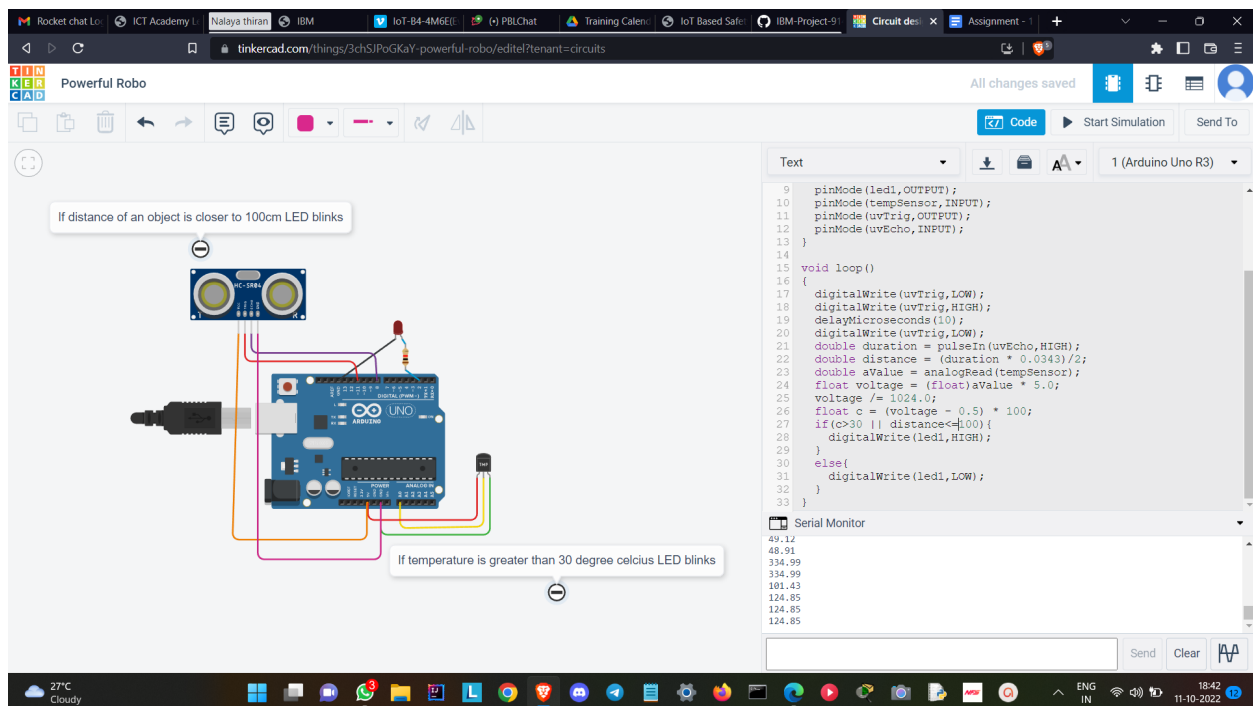 Rocket chat Lo
ICT Academy L
Nalaya thiran
IBM
IoT-B4-4M6E(E
(•) PBLChat
Training Calend
IoT Based Safet
IBM-Project-91
Circuit desi
Assignment - 1
tinkercad.com/things/3chSJPoGKaY-powerful-robo/editel?tenant=circuits
TIN
KER
CAD
Powerful Robo
All changes saved
Code
Start Simulation
Send To
Text
1 (Arduino Uno R3)
If distance of an object is closer to 100cm LED blinks
HC-SR04
DIGITAL (PWM ~)
UNO
ARDUINO
POWER
ANALOG IN
TMP
If temperature is greater than 30 degree celcius LED blinks
9 pinMode(led1,OUTPUT);
10 pinMode(tempSensor,INPUT);
11 pinMode(uvTrig,OUTPUT);
12 pinMode(uvEcho,INPUT);
13 }
14
15 void loop()
16 {
17 digitalWrite(uvTrig,LOW);
18 digitalWrite(uvTrig,HIGH);
19 delayMicroseconds(10);
20 digitalWrite(uvTrig,LOW);
21 double duration = pulseIn(uvEcho,HIGH);
22 double distance = (duration * 0.0343)/2;
23 double aValue = analogRead(tempSensor);
24 float voltage = (float)aValue * 5.0;
25 voltage /= 1024.0;
26 float c = (voltage - 0.5) * 100;
27 if(c>30 || distance<=100){
28 digitalWrite(led1,HIGH);
29 }
30 else{
31 digitalWrite(led1,LOW);
32 }
33 }
Serial Monitor
49.12
48.91
334.99
334.99
101.43
124.85
124.85
124.85
Send
Clear
27°C
Cloudy
3
ENG
IN
18:42
11-10-2022
12